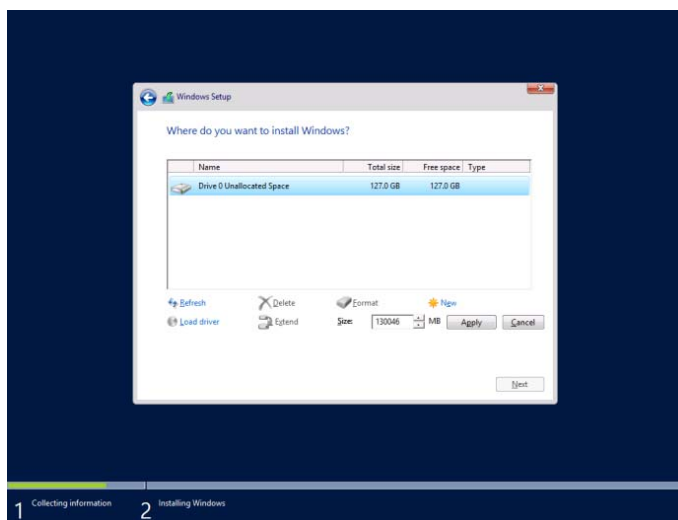 Windows Setup
Where do you want to install Windows?
Name Total size Free space Type
Drive 0 Unallocated Space 127.0 GB 127.0 GB
Refresh Delete Format New
Load driver Extend Size: 130046 MB Apply Cancel
Next
1 Collecting information 2 Installing Windows